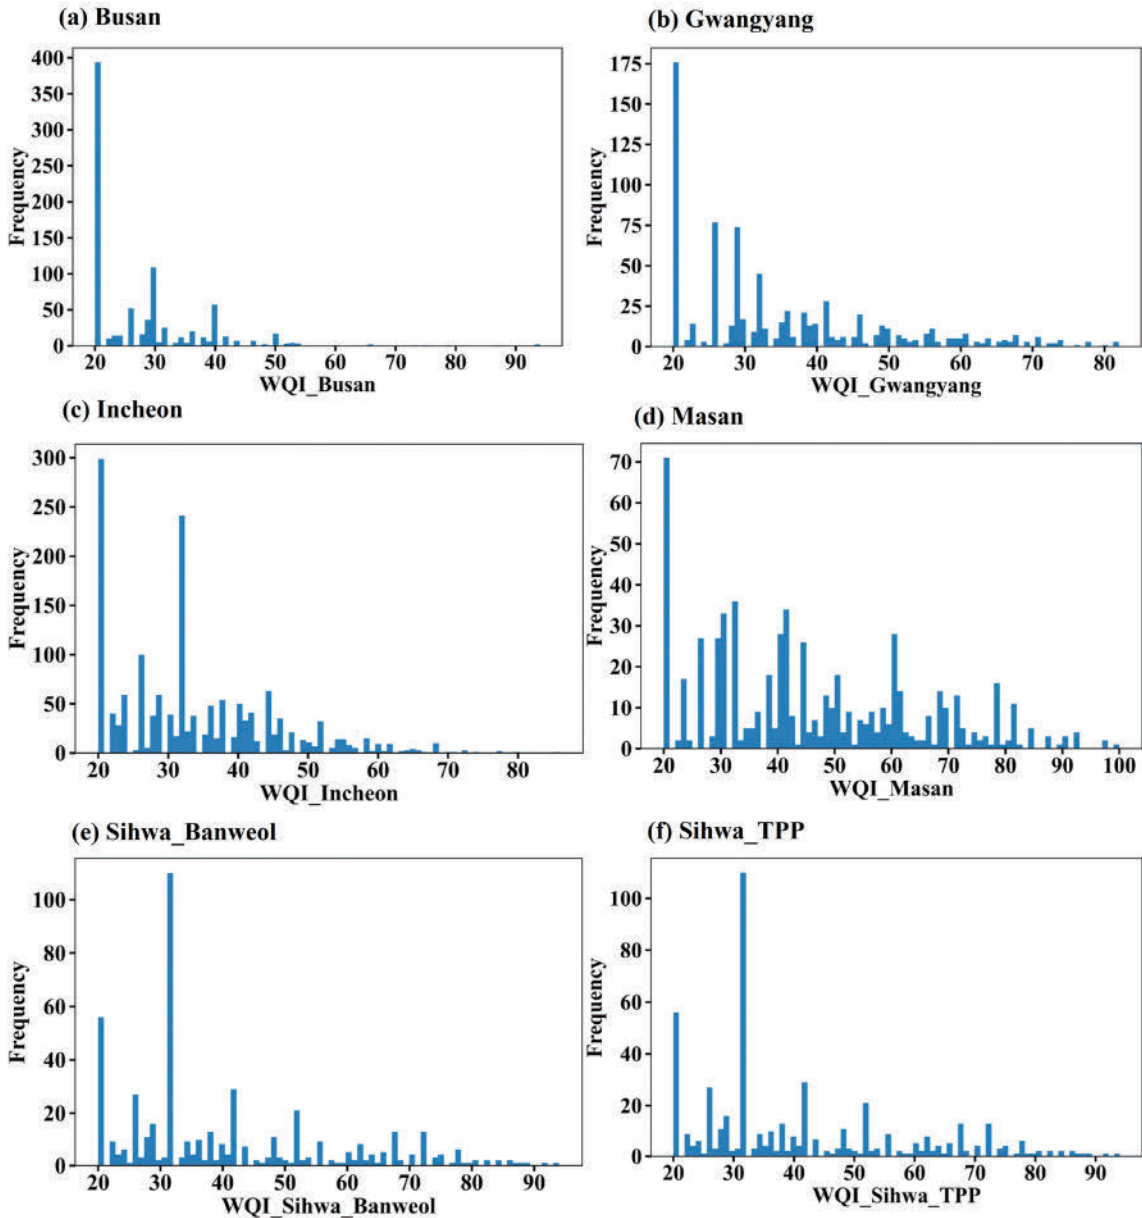 (a) Busan
400
350
300
250
200
150
100
50
0
Frequency
20 30 40 50 60 70 80 90
WQI_Busan
(b) Gwangyang
175
150
125
100
75
50
25
0
Frequency
20 30 40 50 60 70 80
WQI_Gwangyang
(c) Incheon
300
250
200
150
100
50
0
Frequency
20 30 40 50 60 70 80
WQI_Incheon
(d) Masan
70
60
50
40
30
20
10
0
Frequency
20 30 40 50 60 70 80 90 100
WQI_Masan
(e) Sihwa_Banweol
100
80
60
40
20
0
Frequency
20 30 40 50 60 70 80 90
WQI_Sihwa_Banweol
(f) Sihwa_TPP
100
80
60
40
20
0
Frequency
20 30 40 50 60 70 80 90
WQI_Sihwa_TPP